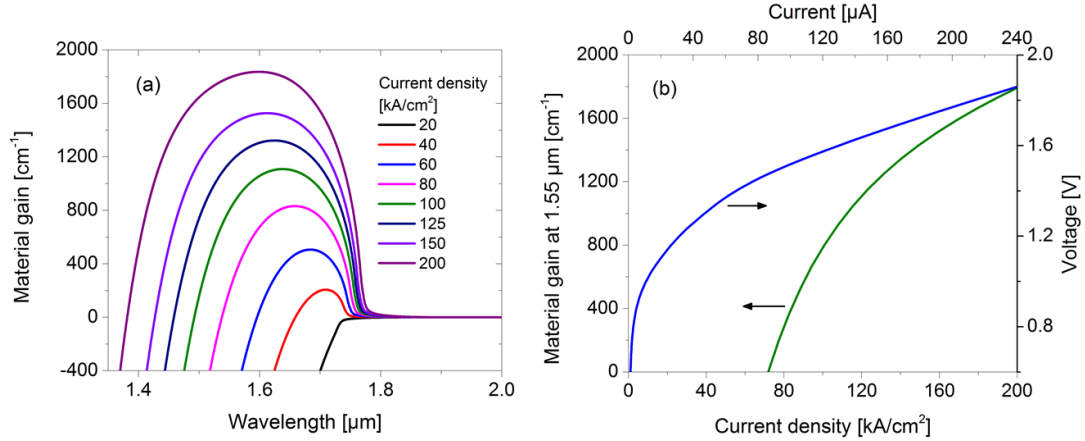 (a)
Current density
[kA/cm²]
20
40
60
80
100
125
150
200
2000
1600
1200
800
400
0
-400
1.4 1.6 1.8 2.0
Material gain [cm⁻¹]
Wavelength [µm]
Current [µA]
0 40 80 120 160 200 240
(b)
2000
1600
1200
800
400
0
2.0
1.6
1.2
0.8
0 40 80 120 160 200
Material gain at 1.55 µm [cm⁻¹]
Voltage [V]
Current density [kA/cm²]